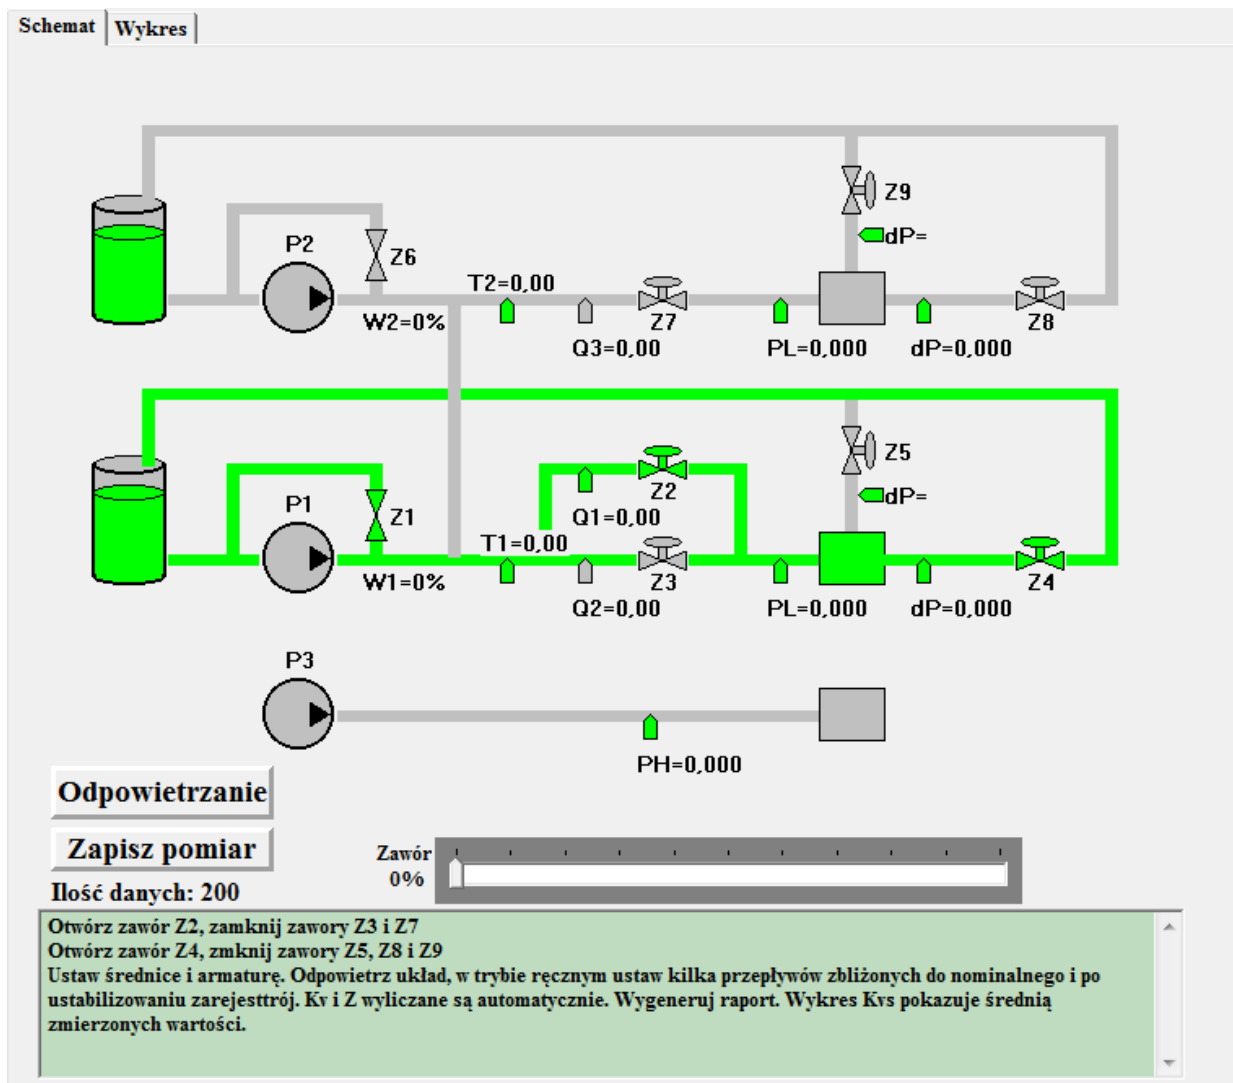 Schemat
Wykres
Z9
dP=
P2
Z6
T2=0,00
W2=0%
Z7
Z8
Q3=0,00
PL=0,000
dP=0,000
Z5
dP=
P1
Z1
Z2
Q1=0,00
T1=0,00
W1=0%
Z3
Z4
Q2=0,00
PL=0,000
dP=0,000
P3
PH=0,000
Odpowietrzanie
Zapisz pomiar
Zawór
0%
Ilość danych: 200
Otwórz zawór Z2, zamknij zawory Z3 i Z7
Otwórz zawór Z4, zmknij zawory Z5, Z8 i Z9
Ustaw średnice i armaturę. Odpowietrz układ, w trybie ręcznym ustaw kilka przepływów zbliżonych do nominalnego i po
ustabilizowaniu zarejesttrój. Kv i Z wyliczane są automatycznie. Wygeneruj raport. Wykres Kvs pokazuje średnią
zmierzonych wartości.